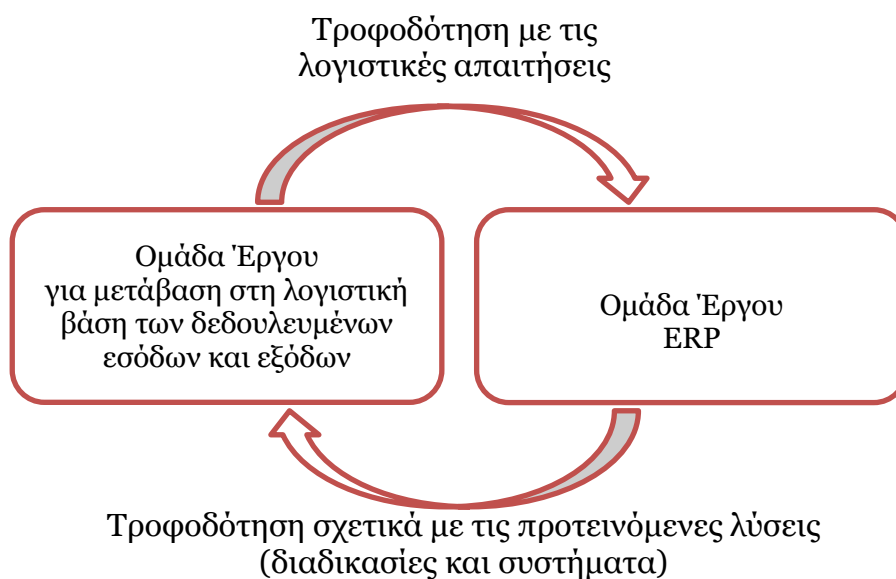 Τροφοδότηση με τις
λογιστικές απαιτήσεις
Ομάδα Έργου
για μετάβαση στη λογιστική
βάση των δεδουλευμένων
εσόδων και εξόδων
Ομάδα Έργου
ERP
Τροφοδότηση σχετικά με τις προτεινόμενες λύσεις
(διαδικασίες και συστήματα)